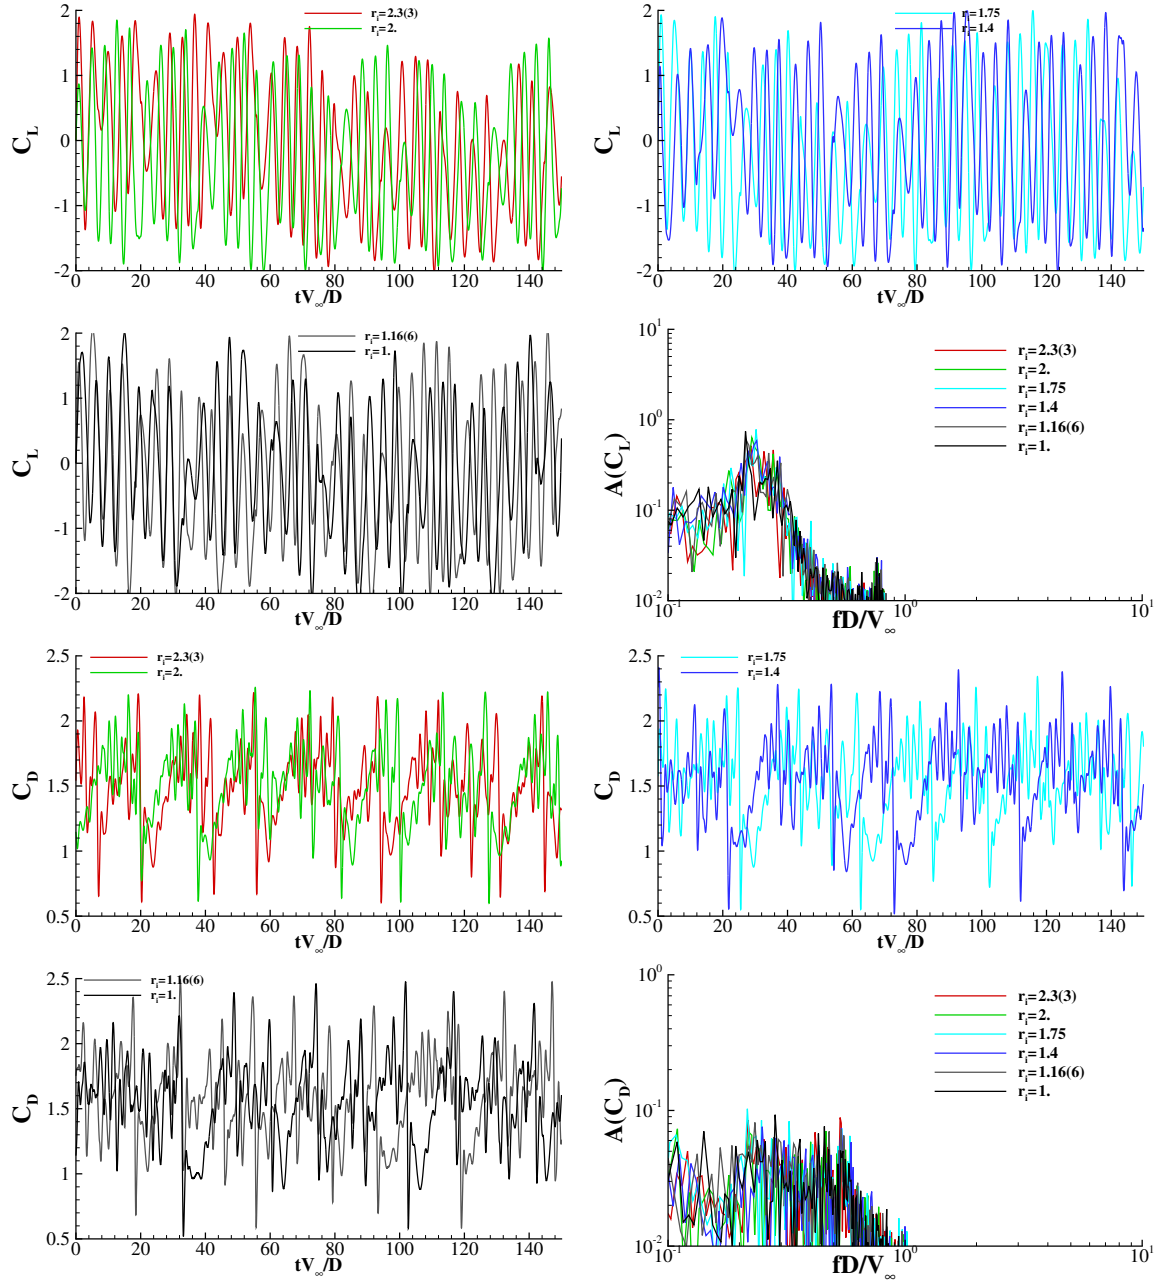 r_i=2.3(3)
r_i=2.
C_L
2
1
0
-1
-2
0 20 40 60 80 100 120 140
tV_∞/D
r_i=1.75
r_i=1.4
C_L
2
1
0
-1
-2
0 20 40 60 80 100 120 140
tV_∞/D
r_i=1.16(6)
r_i=1.
C_L
2
1
0
-1
-2
0 20 40 60 80 100 120 140
tV_∞/D
r_i=2.3(3)
r_i=2.
r_i=1.75
r_i=1.4
r_i=1.16(6)
r_i=1.
A(C_L)
10^1
10^0
10^-1
10^-2
10^-1 10^0 10^1
fD/V_∞
r_i=2.3(3)
r_i=2.
C_D
2.5
2
1.5
1
0.5
0 20 40 60 80 100 120 140
tV_∞/D
r_i=1.75
r_i=1.4
C_D
2.5
2
1.5
1
0.5
0 20 40 60 80 100 120 140
tV_∞/D
r_i=1.16(6)
r_i=1.
C_D
2.5
2
1.5
1
0.5
0 20 40 60 80 100 120 140
tV_∞/D
r_i=2.3(3)
r_i=2.
r_i=1.75
r_i=1.4
r_i=1.16(6)
r_i=1.
A(C_D)
10^0
10^-1
10^-2
10^-1 10^0 10^1
fD/V_∞